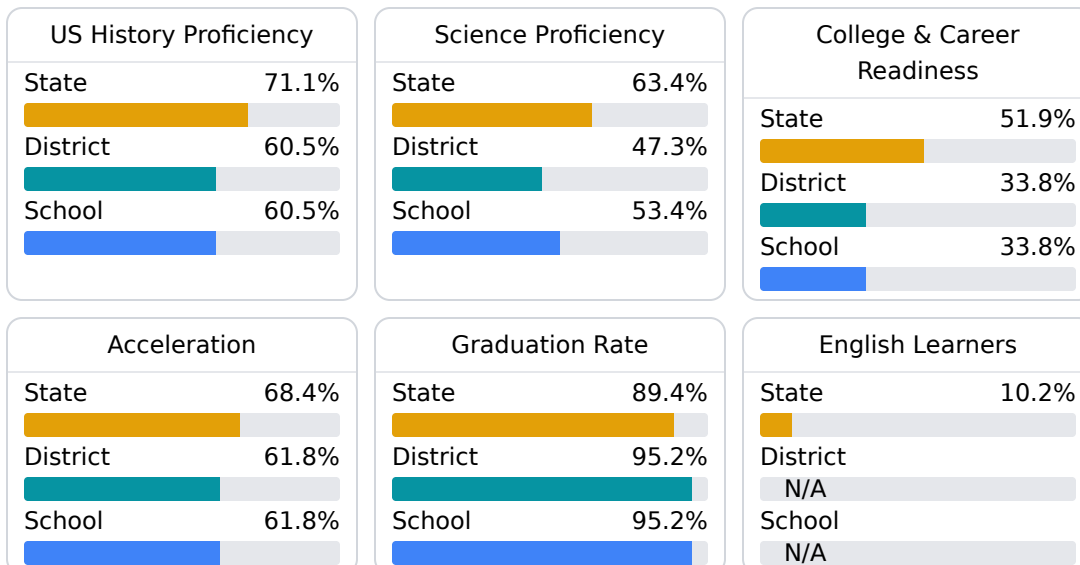 US History Proficiency
State 71.1%
District 60.5%
School 60.5%
Science Proficiency
State 63.4%
District 47.3%
School 53.4%
College & Career
Readiness
State 51.9%
District 33.8%
School 33.8%
Acceleration
State 68.4%
District 61.8%
School 61.8%
Graduation Rate
State 89.4%
District 95.2%
School 95.2%
English Learners
State 10.2%
District
N/A
School
N/A